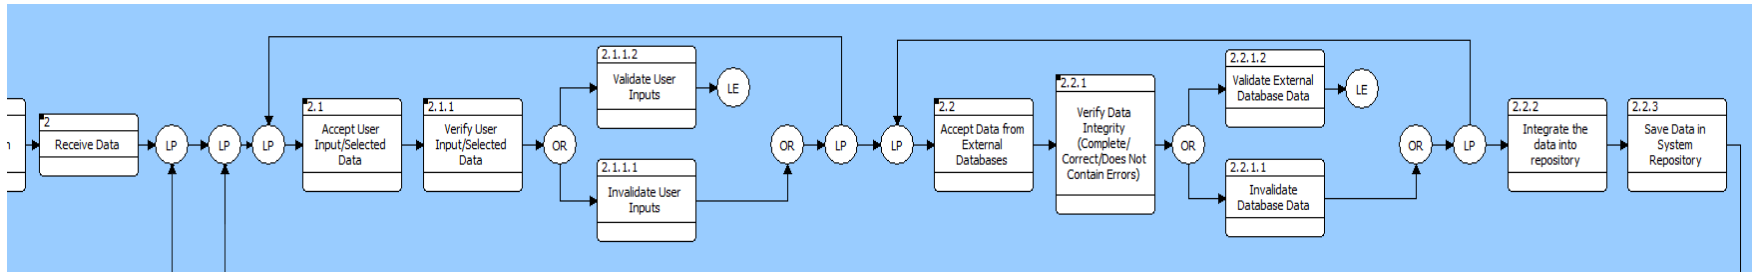 n
2
Receive Data
LP
LP
LP
2.1
Accept User
Input/Selected
Data
2.1.1
Verify User
Input/Selected
Data
OR
2.1.1.2
Validate User
Inputs
LE
2.1.1.1
Invalidate User
Inputs
OR
LP
LP
2.2
Accept Data from
External
Databases
2.2.1
Verify Data
Integrity
(Complete/
Correct/Does Not
Contain Errors)
OR
2.2.1.2
Validate External
Database Data
LE
2.2.1.1
Invalidate
Database Data
OR
LP
2.2.2
Integrate the
data into
repository
2.2.3
Save Data in
System
Repository